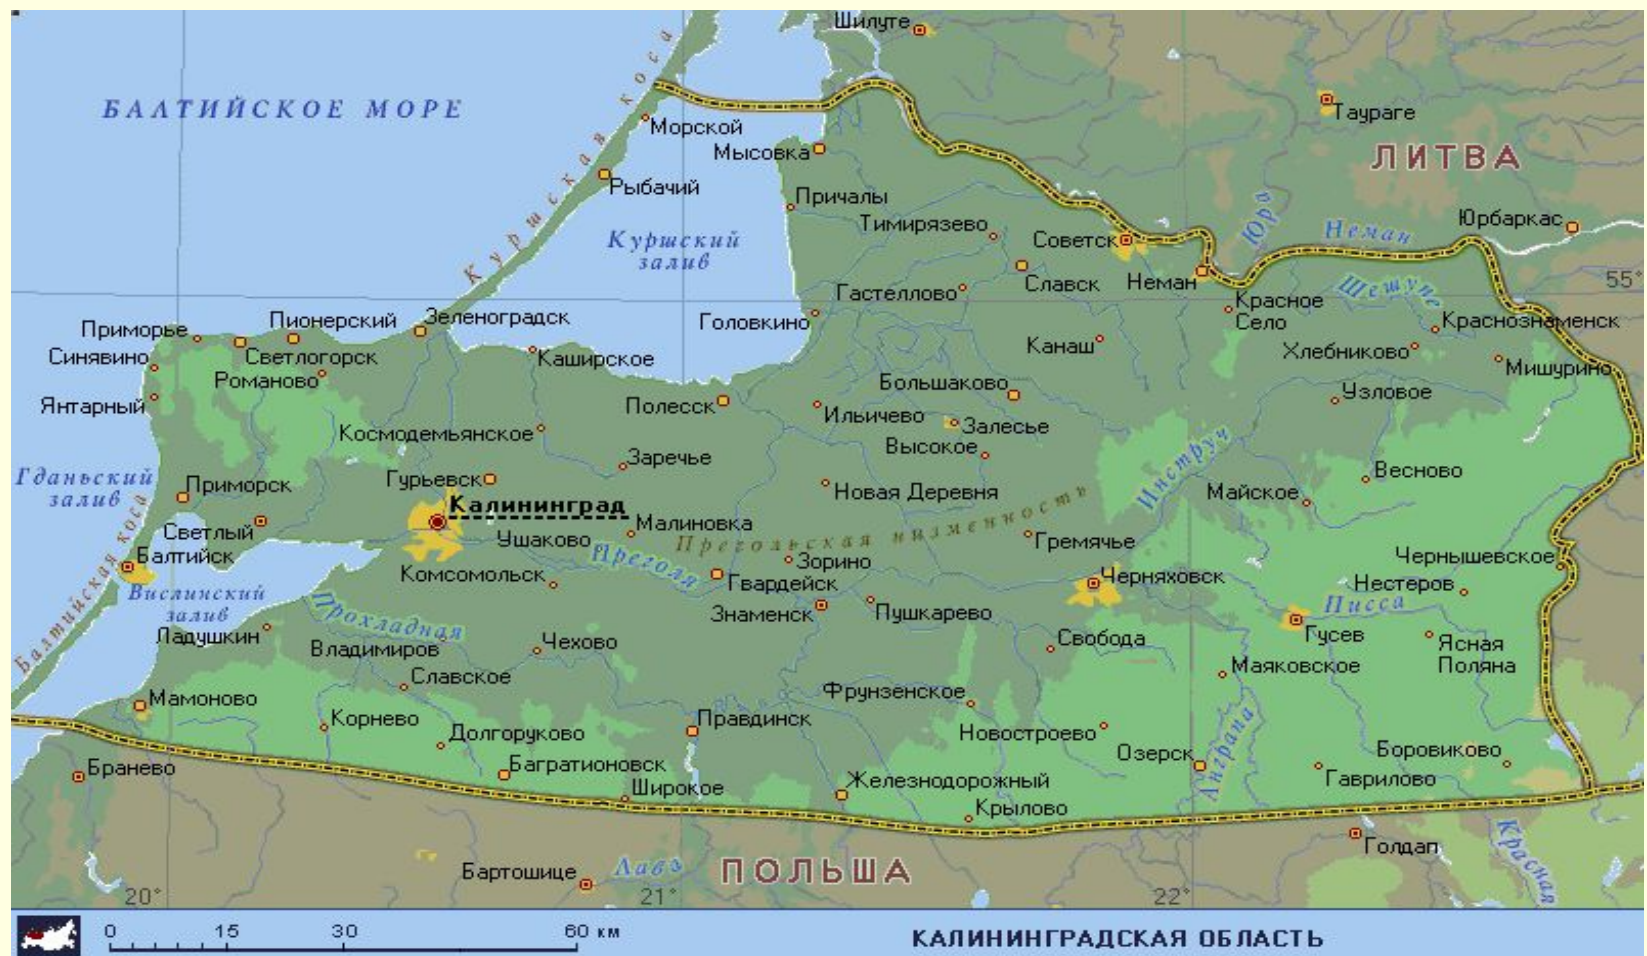 Шилуте
БАЛТИЙСКОЕ МОРЕ
Куршская коса
Таураге
Морской
Мысовка
ЛИТВА
Рыбачий
Причалы
Юрбаркас
Тимирязево
Юра
Неман
Куршский
залив
Советск
Славск
Неман
55°
Гастеллово
Шешупе
Красное
Село
Приморье
Пионерский
Зеленоградск
Головкино
Краснознаменск
Синявино
Светлогорск
Каширское
Канаш
Хлебниково
Мишурино
Романово
Большаково
Узловое
Янтарный
Полесск
Ильичево
Залесье
Космодемьянское
Высокое
Инструч
Заречье
Весново
Гданьский
залив
Приморск
Гурьевск
Новая Деревня
Майское
Калининград
Светлый
Малиновка
Ушаково
Прегольская низменность
Гремячье
Балтийск
Балтийская коса
Преголя
Зорино
Чернышевское
Комсомольск
Гвардейск
Черняховск
Нестеров
Вислинский
залив
Прохладная
Знаменск
Пушкарево
Писса
Ладушкин
Владимиров
Чехово
Свобода
Гусев
Ясная
Поляна
Славское
Маяковское
Мамоново
Фрунзенское
Корнево
Долгоруково
Правдинск
Новостроево
Анграпа
Озерск
Боровиково
Бранево
Багратионовск
Железнодорожный
Гаврилово
Широкое
Крылово
Голдап
Красная
Бартошице
Лавэ
ПОЛЬША
20°
21°
22°
0 15 30 60 км
КАЛИНИНГРАДСКАЯ ОБЛАСТЬ